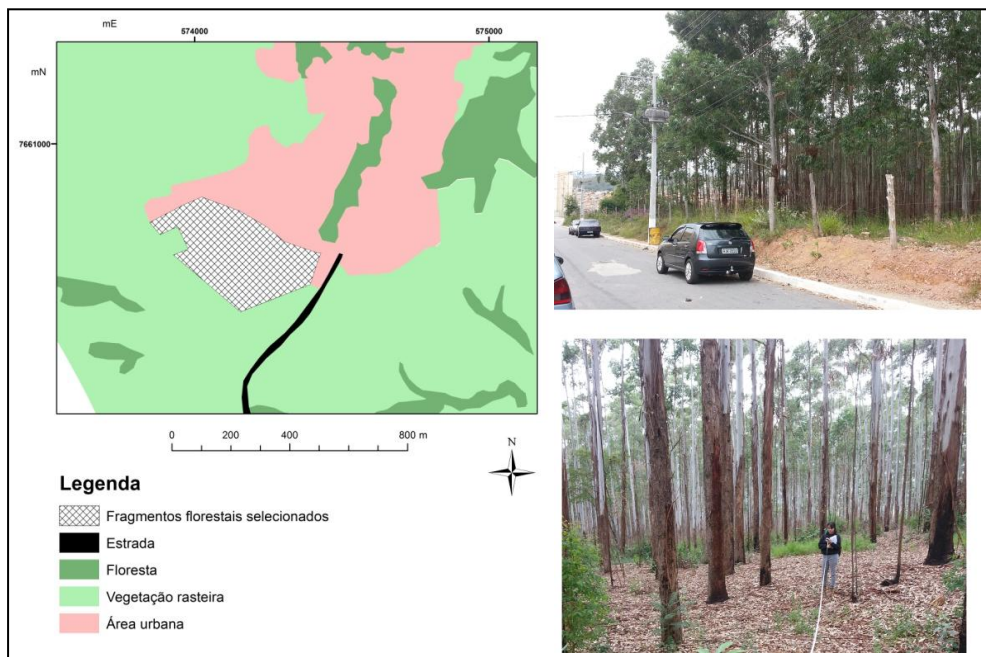 mE
574000 575000
mN
7661000
0 200 400 600 800 m
N
Legenda
Fragmentos florestais selecionados
Estrada
Floresta
Vegetação rasteira
Área urbana